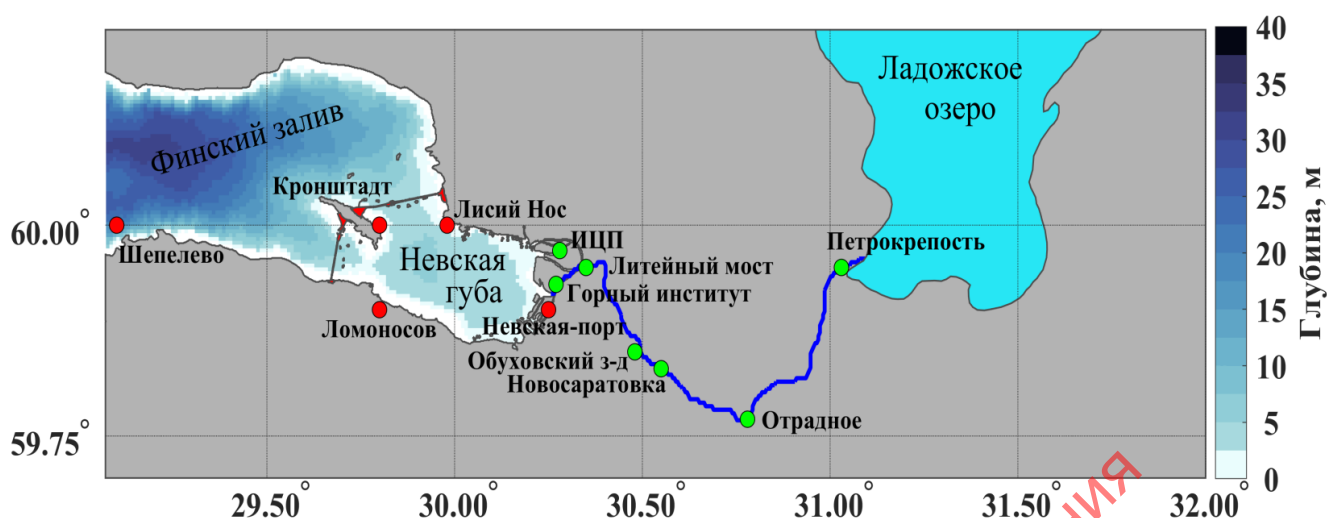 40
Ладожское
35
озеро
Финский залив
30
Кронштадт
25
Лисий Нос
60.00°
ИЦП
Петрокрепость
Шепелево
Невская
губа
Литейный мост
20
Глубина, м
Горный институт
15
Ломоносов
Невская-порт
Обуховский з-д
10
Новосаратовка
Отрадное
5
59.75°
0
29.50°
30.00°
30.50°
31.00°
31.50°
32.00°
ния